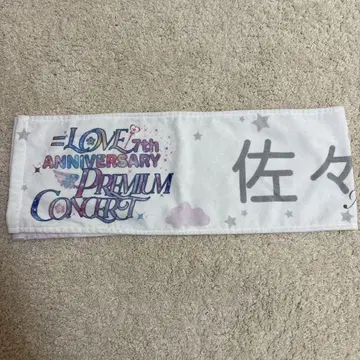 =LOVE 7th
ANNIVERSARY
PREMIUM
CONCERT
佐々